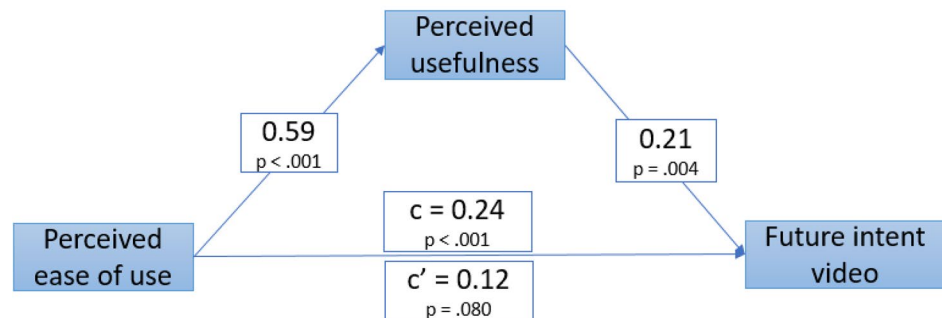 Perceived
usefulness
0.59
p < .001
0.21
p = .004
c = 0.24
p < .001
Perceived
ease of use
Future intent
video
c’ = 0.12
p = .080